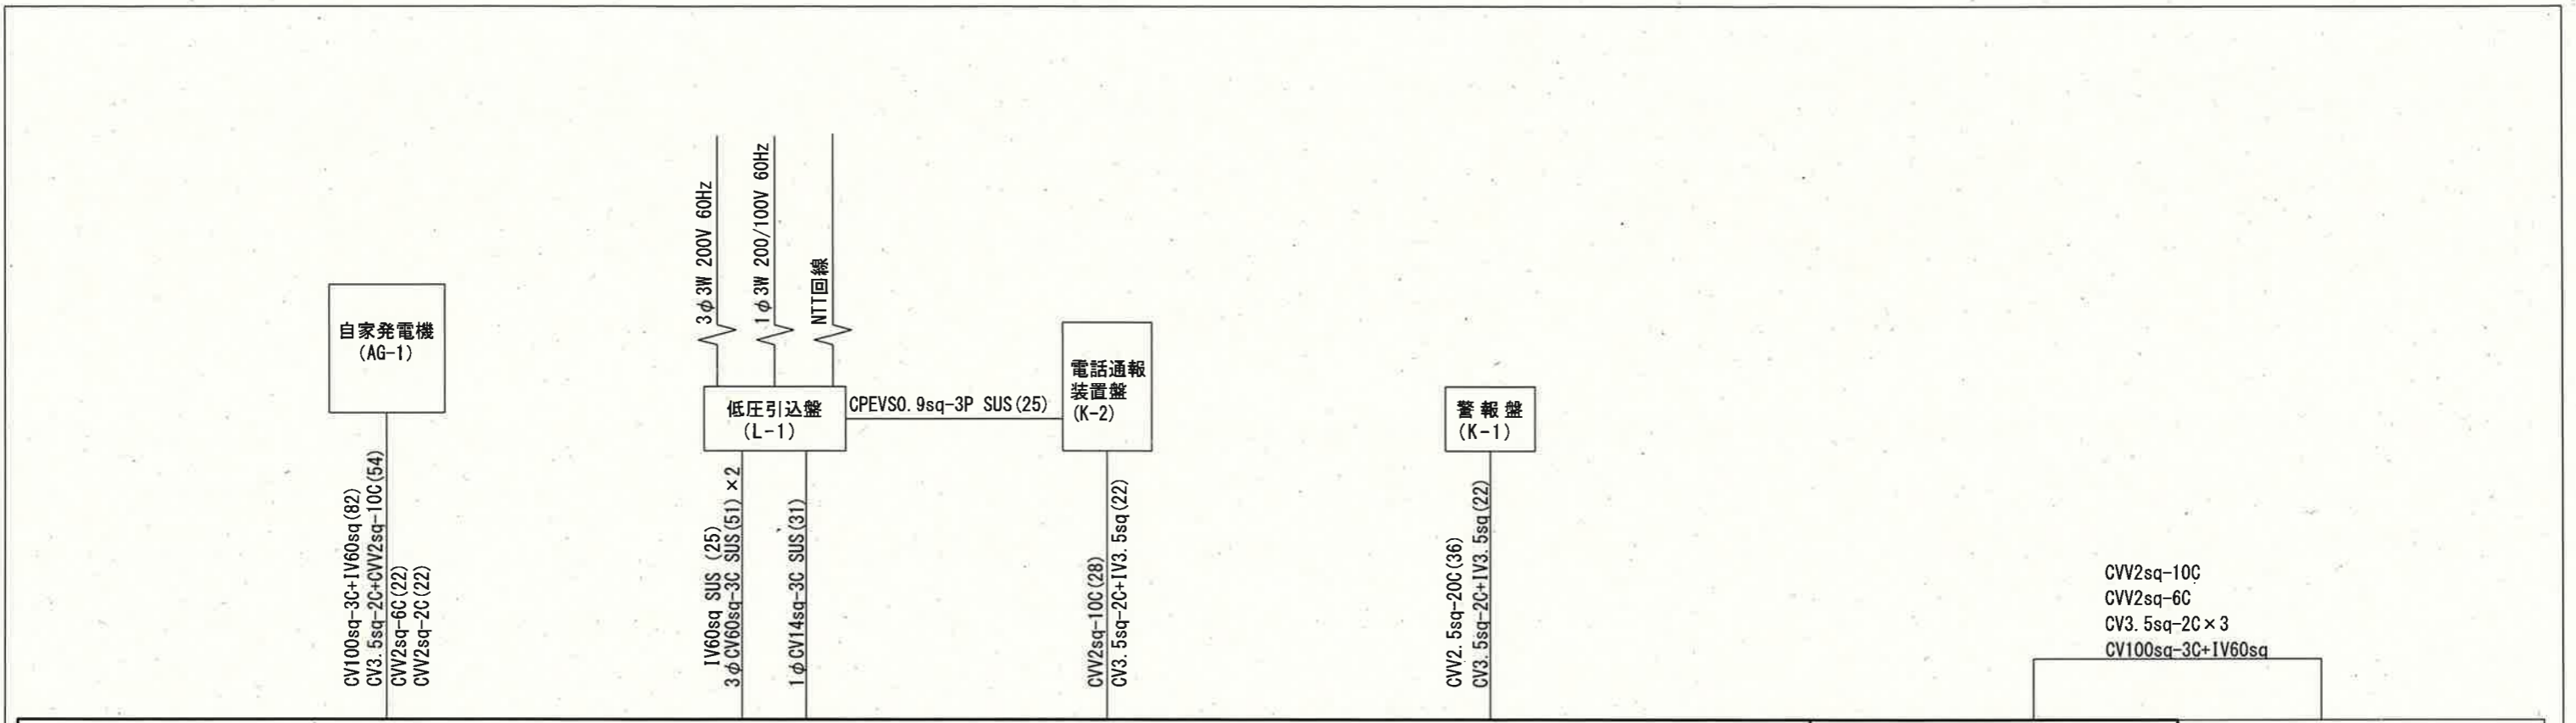 3φ3W 200V 60Hz
1φ3W 200/100V 60Hz
NTT回線
自家発電機
(AG-1)
低圧引込盤
(L-1)
CPEVS0.9sq-3P SUS(25)
電話通報
装置盤
(K-2)
警報盤
(K-1)
CV100sq-3C+IV60sq(82)
CV3.5sq-2C+CVV2sq-10C(54)
CVV2sq-6C(22)
CVV2sq-2C(22)
IV60sq SUS (25)
3φCV60sq-3C SUS(51)×2
1φCV14sq-3C SUS(31)
CVV2sq-10C(28)
CV3.5sq-2C+IV3.5sq(22)
CVV2.5sq-20C(36)
CV3.5sq-2C+IV3.5sq(22)
CVV2sq-10C
CVV2sq-6C
CV3.5sq-2C×3
CV100sq-3C+IV60sq